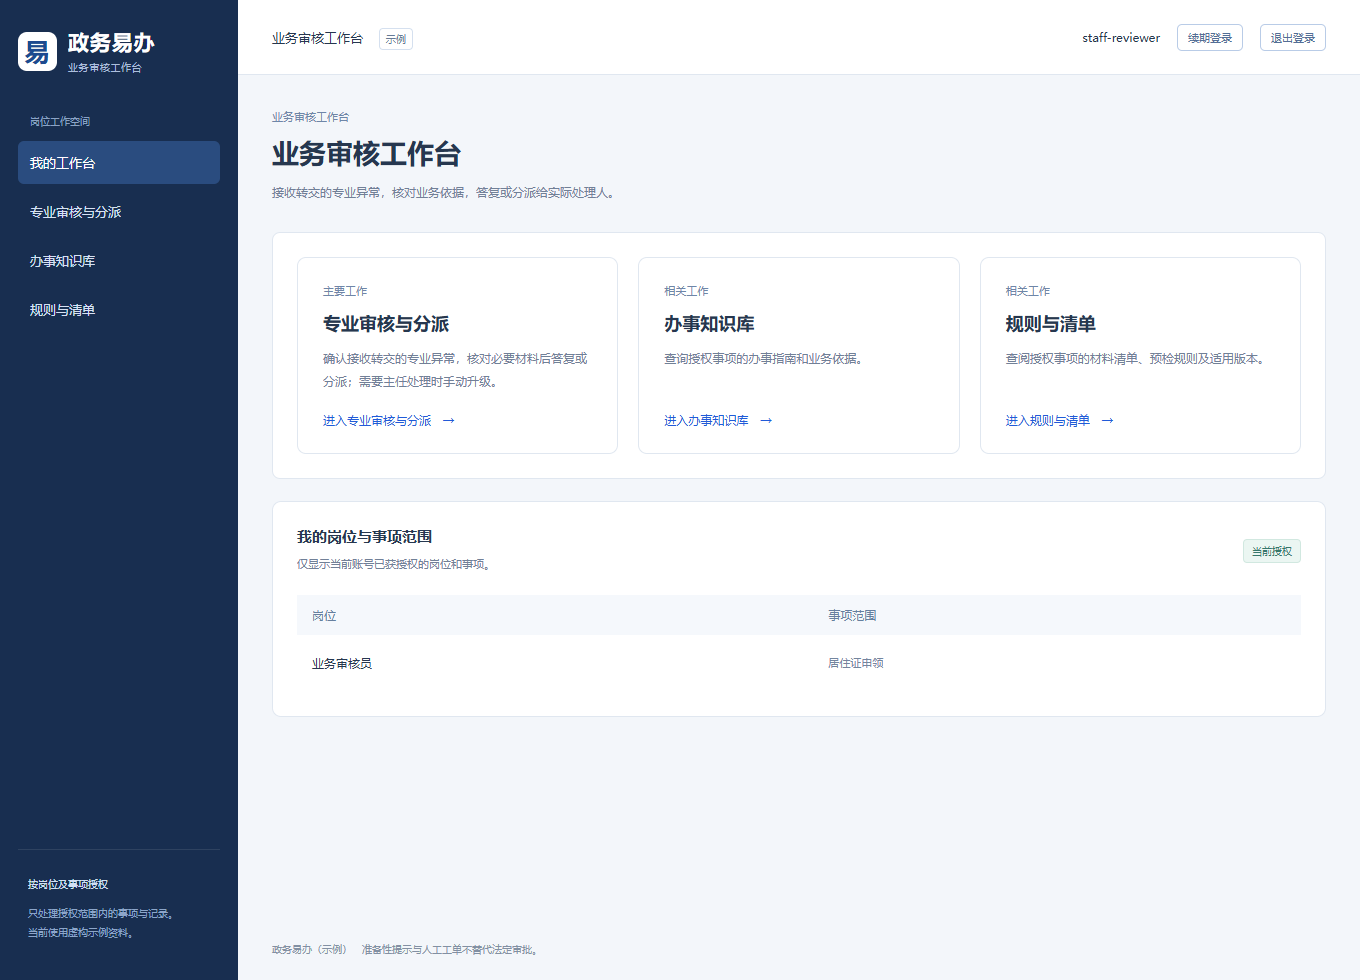 易
政务易办
业务审核工作台
岗位工作空间
我的工作台
专业审核与分派
办事知识库
规则与清单
按岗位及事项授权
只处理授权范围内的事项与记录。
当前使用虚构示例资料。
业务审核工作台
示例
staff-reviewer
续期登录
退出登录
业务审核工作台
业务审核工作台
接收转交的专业异常，核对业务依据，答复或分派给实际处理人。
主要工作
专业审核与分派
确认接收转交的专业异常，核对必要材料后答复或
分派；需要主任处理时手动升级。
进入专业审核与分派 →
相关工作
办事知识库
查询授权事项的办事指南和业务依据。
进入办事知识库 →
相关工作
规则与清单
查阅授权事项的材料清单、预检规则及适用版本。
进入规则与清单 →
我的岗位与事项范围
仅显示当前账号已获授权的岗位和事项。
当前授权
岗位 事项范围
业务审核员 居住证申领
政务易办（示例） 准备性提示与人工工单不替代法定审批。